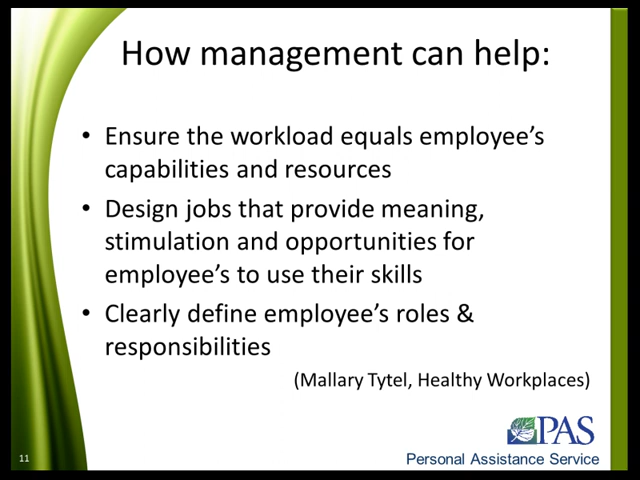 How management can help:
• Ensure the workload equals employee’s
capabilities and resources
• Design jobs that provide meaning,
stimulation and opportunities for
employee’s to use their skills
• Clearly define employee’s roles &
responsibilities
(Mallary Tytel, Healthy Workplaces)
PAS
Personal Assistance Service
11